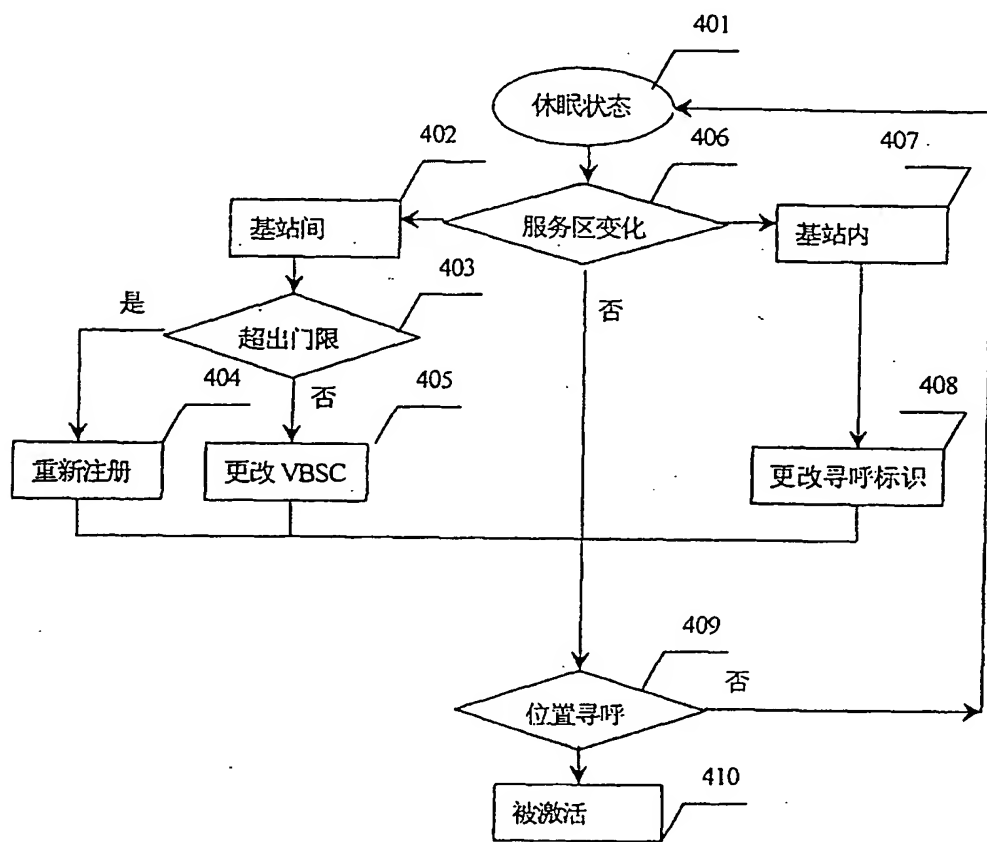 401
休眠状态
402
406
407
基站间
服务区变化
基站内
403
是
超出门限
否
404
否
405
408
重新注册
更改 VBSC
更改寻呼标识
409
位置寻呼
否
410
被激活